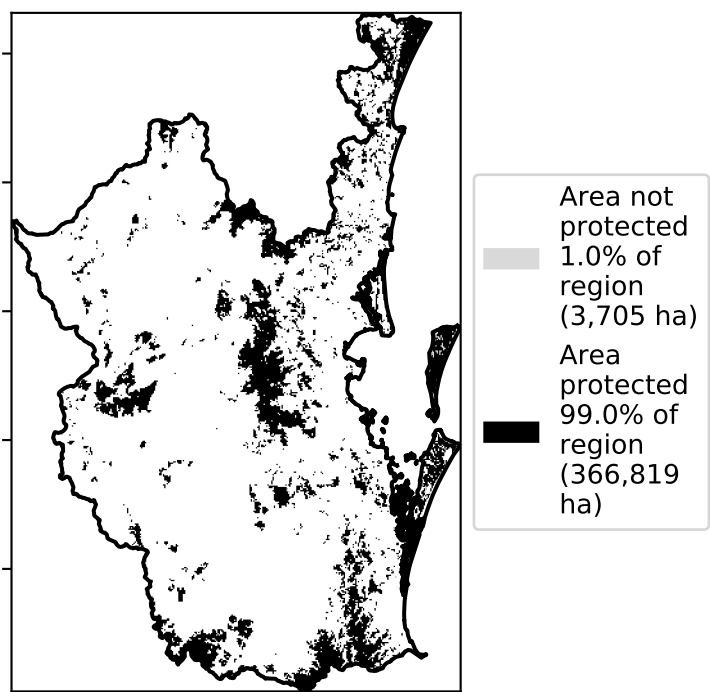 Area not
protected
1.0% of
region
(3,705 ha)
Area
protected
99.0% of
region
(366,819
ha)